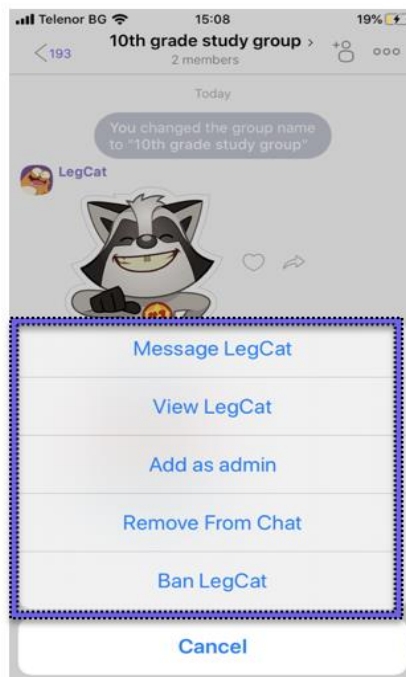 Telenor BG 15:08 19%
193 10th grade study group
2 members
Today
You changed the group name
to "10th grade study group"
LegCat
#1
Message LegCat
View LegCat
Add as admin
Remove From Chat
Ban LegCat
Cancel